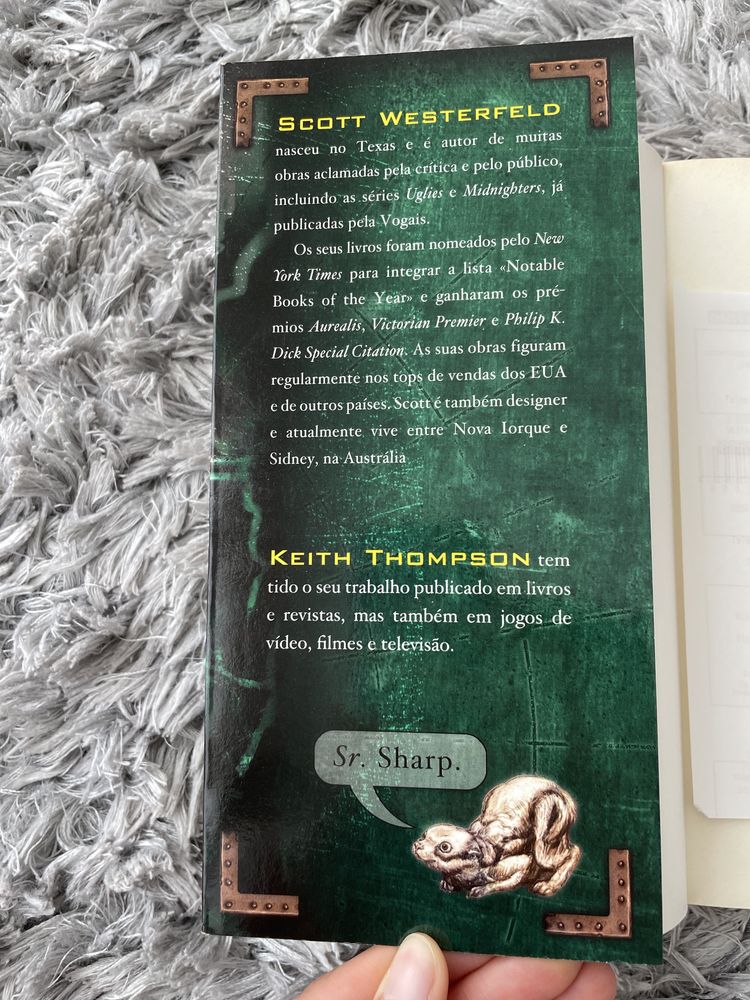 SCOTT WESTERFELD
nasceu no Texas e é autor de muitas
obras aclamadas pela crítica e pelo público,
incluindo as séries Uglies e Midnighters, já
publicadas pela Vogais.
Os seus livros foram nomeados pelo New
York Times para integrar a lista «Notable
Books of the Year» e ganharam os pré-
mios Aurealis, Victorian Premier e Philip K.
Dick Special Citation. As suas obras figuram
regularmente nos tops de vendas dos EUA
e de outros países. Scott é também designer
e atualmente vive entre Nova Iorque e
Sidney, na Austrália
KEITH THOMPSON tem
tido o seu trabalho publicado em livros
e revistas, mas também em jogos de
vídeo, filmes e televisão.
Sr. Sharp.